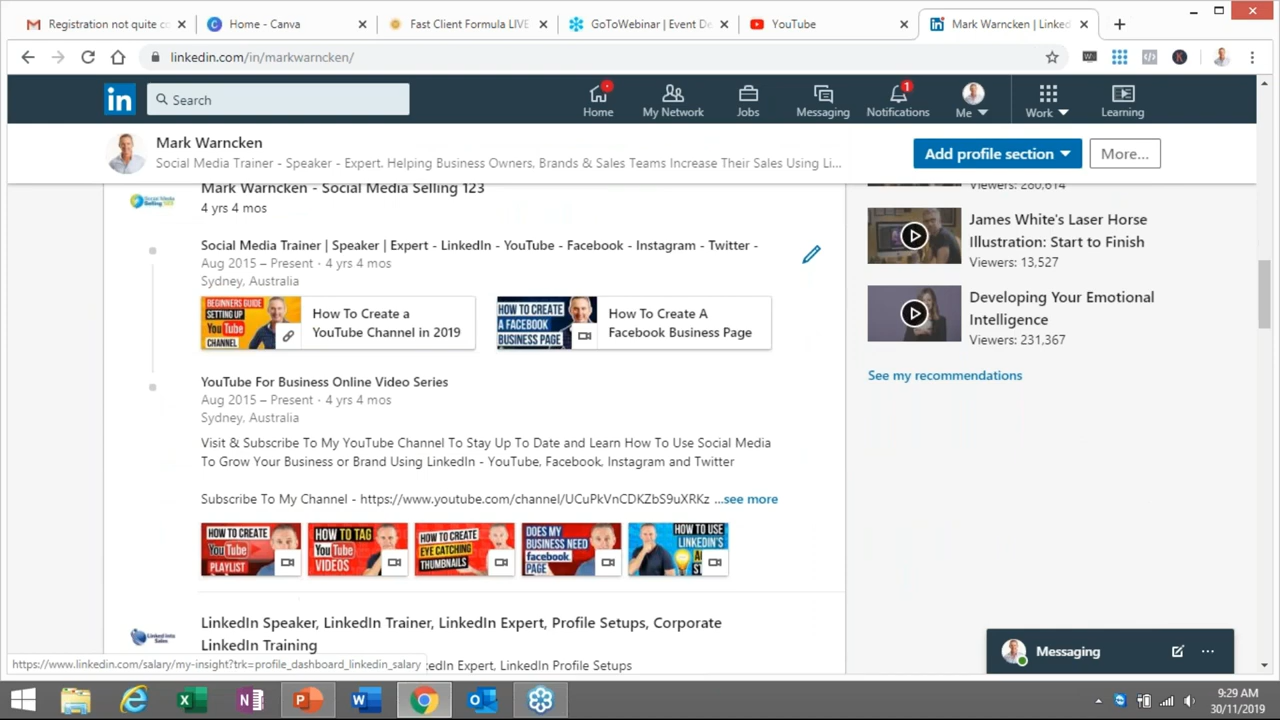 Registration not quite co
Home - Canva
Fast Client Formula LIVE
GoToWebinar | Event De
YouTube
Mark Warncken | Linked
linkedin.com/in/markwarncken/
in
Search
Home
My Network
Jobs
Messaging
1
Notifications
Me
Work
Learning
Mark Warncken
Social Media Trainer - Speaker - Expert, Helping Business Owners, Brands & Sales Teams Increase Their Sales Using Li...
Add profile section
More...
Mark Warncken - Social Media Selling 123
4 yrs 4 mos
Social Media Trainer | Speaker | Expert - LinkedIn - YouTube - Facebook - Instagram - Twitter -
Aug 2015 – Present · 4 yrs 4 mos
Sydney, Australia
BEGINNERS GUIDE
SETTING UP
YouTube
CHANNEL
How To Create a
YouTube Channel in 2019
HOW TO CREATE
A FACEBOOK
BUSINESS PAGE
How To Create A
Facebook Business Page
YouTube For Business Online Video Series
Aug 2015 – Present · 4 yrs 4 mos
Sydney, Australia
Visit & Subscribe To My YouTube Channel To Stay Up To Date and Learn How To Use Social Media
To Grow Your Business or Brand Using LinkedIn - YouTube, Facebook, Instagram and Twitter
Subscribe To My Channel - https://www.youtube.com/channel/UCuPkVnCDKZbS9uXRKz ...see more
HOW TO CREATE
YouTube
PLAYLIST
HOW TO TAG
YouTube
VIDEOS
HOW TO CREATE
EYE CATCHING
THUMBNAILS
DOES MY
BUSINESS NEED
facebook
PAGE
HOW TO USE
LINKEDIN'S
LinkedIn Speaker, LinkedIn Trainer, LinkedIn Expert, Profile Setups, Corporate
LinkedIn Training
edIn Expert, LinkedIn Profile Setups
Viewers: 280,614
James White's Laser Horse
Illustration: Start to Finish
Viewers: 13,527
Developing Your Emotional
Intelligence
Viewers: 231,367
See my recommendations
Messaging
https://www.linkedin.com/salary/my-insight?trk=profile_dashboard_linkedin_salary
9:29 AM
30/11/2019